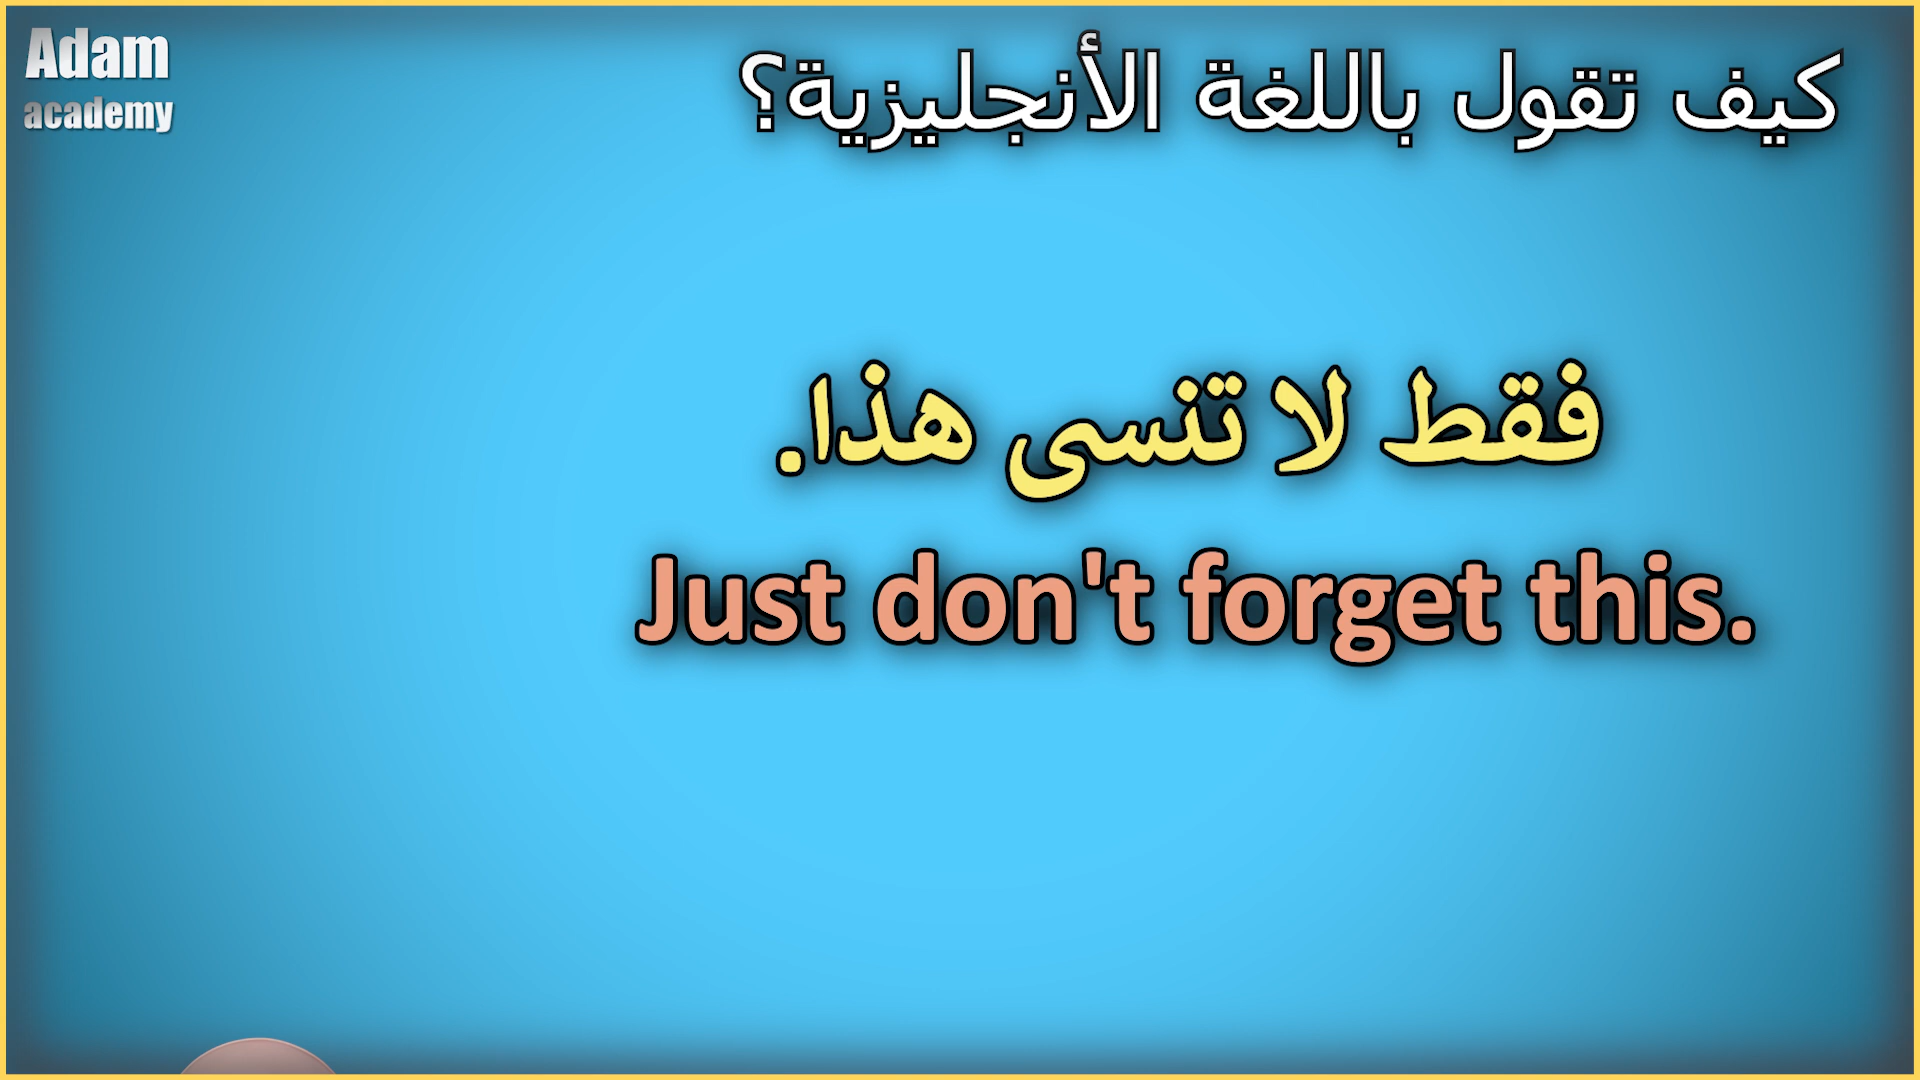 Adam
academy
كيف تقول باللغة الأنجليزية؟
فقط لا تنسى هذا.
Just don't forget this.